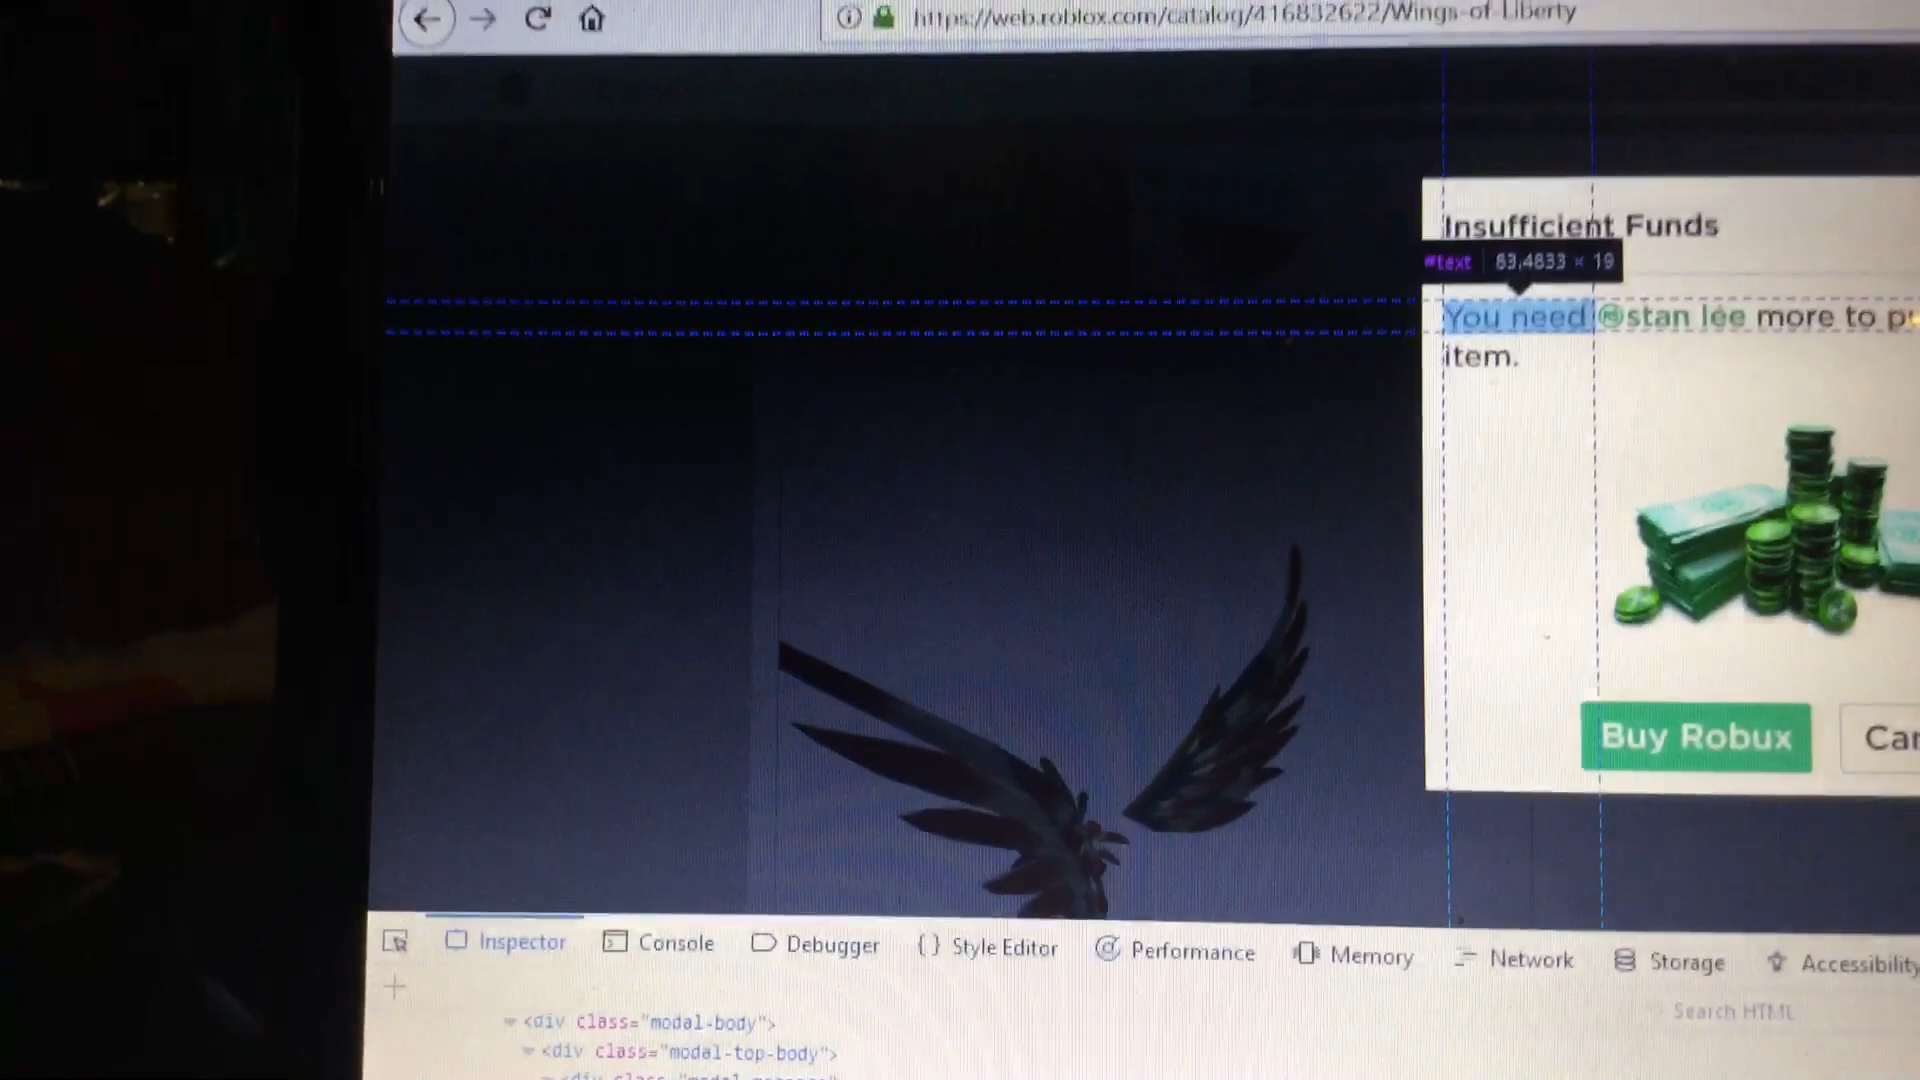 https://web.roblox.com/catalog/416832622/Wings-of-Liberty
Insufficient Funds
#text 83.4833 × 19
You need stan lee more to
item.
Buy Robux
Inspector Console Debugger { } Style Editor Performance Memory Network Storage Accessibility
Search HTML
<div class="modal-body">
<div class="modal-top-body">